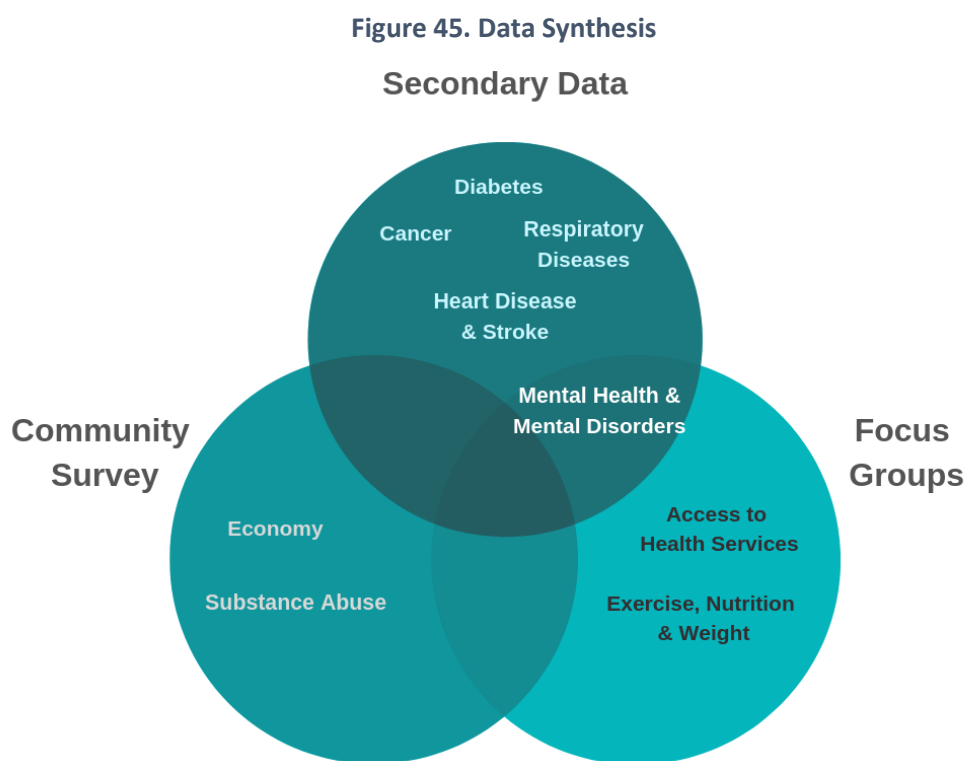 Figure 45. Data Synthesis
Secondary Data
Diabetes
Cancer
Respiratory
Diseases
Heart Disease
& Stroke
Mental Health &
Mental Disorders
Community
Survey
Focus
Groups
Economy
Substance Abuse
Access to
Health Services
Exercise, Nutrition
& Weight